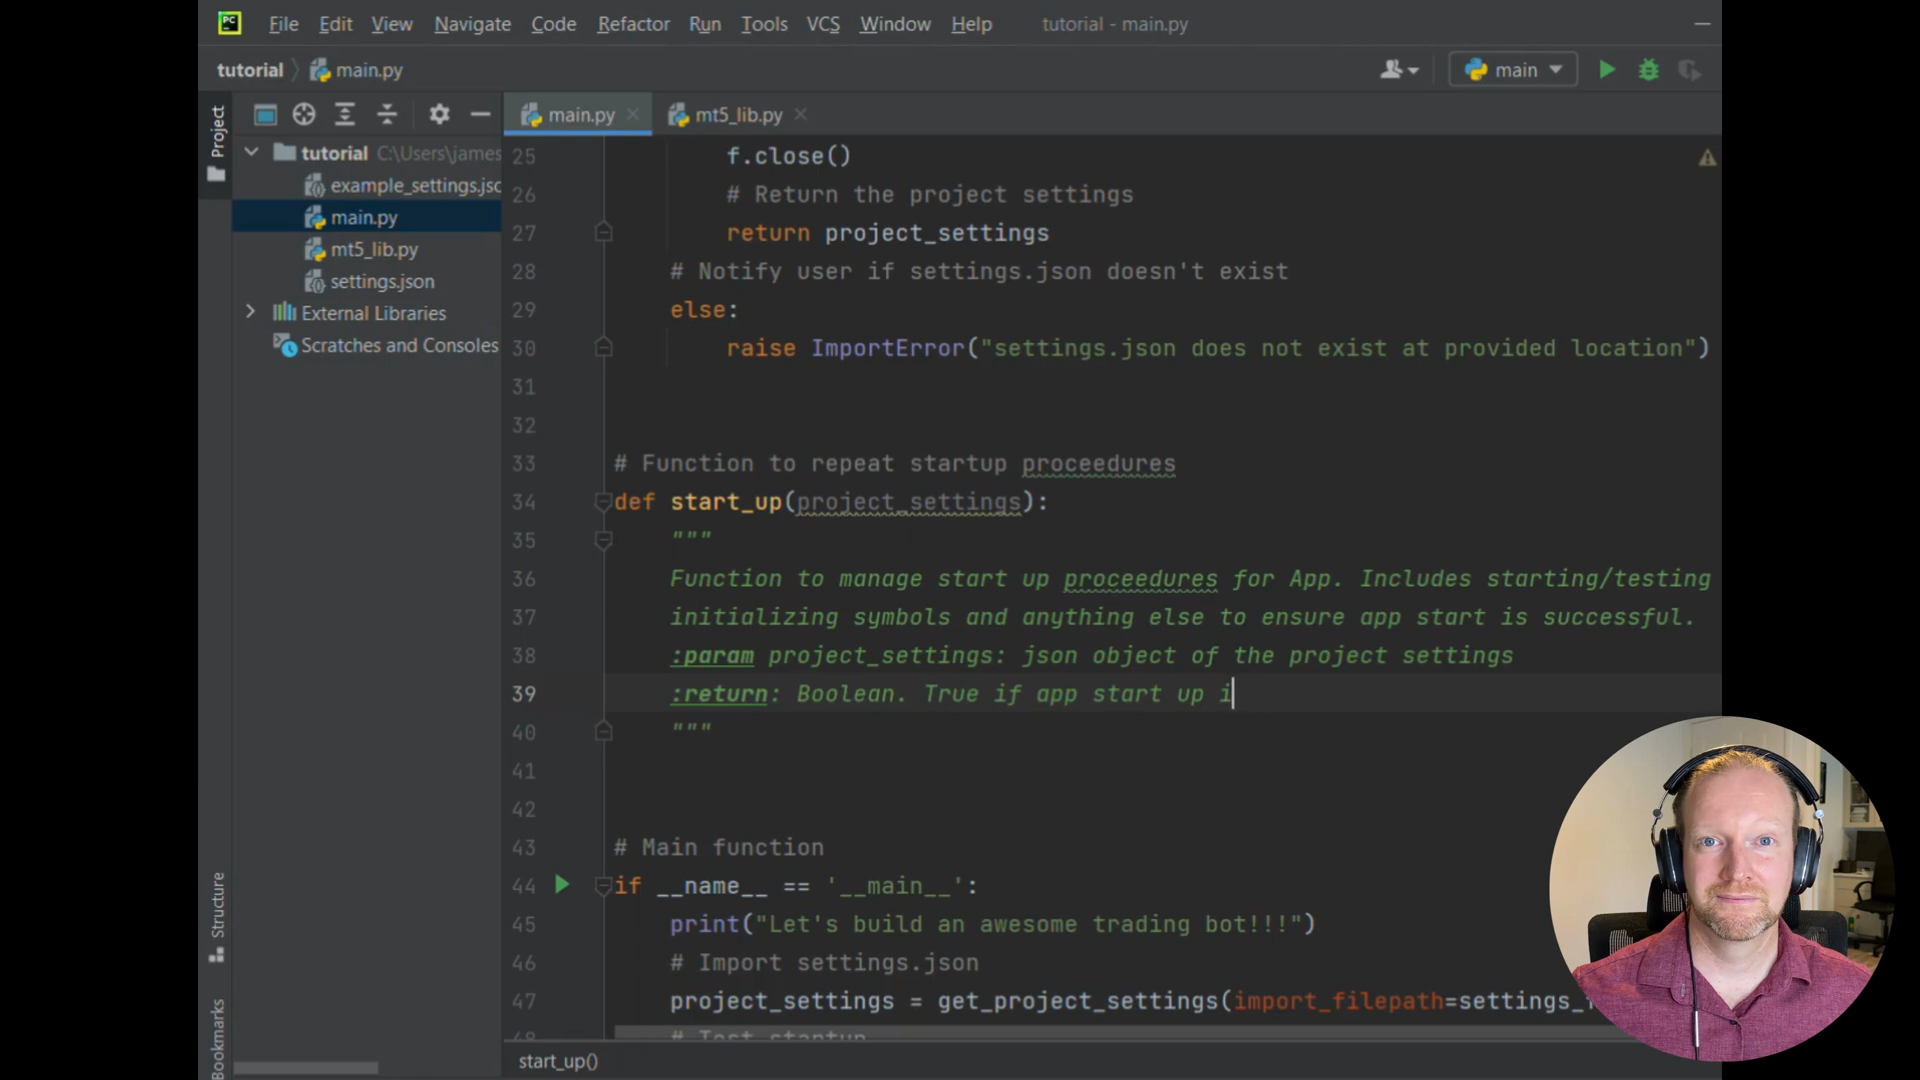 PC File Edit View Navigate Code Refactor Run Tools VCS Window Help tutorial - main.py
tutorial main.py main
Project
main.py mt5_lib.py
tutorial C:\Users\james
example_settings.jsc
main.py
mt5_lib.py
settings.json
External Libraries
Scratches and Consoles
Structure
Bookmarks
25 f.close()
26 # Return the project settings
27 return project_settings
28 # Notify user if settings.json doesn't exist
29 else:
30 raise ImportError("settings.json does not exist at provided location")
31
32
33 # Function to repeat startup proceedures
34 def start_up(project_settings):
35 """
36 Function to manage start up proceedures for App. Includes starting/testing
37 initializing symbols and anything else to ensure app start is successful.
38 :param project_settings: json object of the project settings
39 :return: Boolean. True if app start up i
40 """
41
42
43 # Main function
44 if __name__ == '__main__':
45 print("Let's build an awesome trading bot!!!")
46 # Import settings.json
47 project_settings = get_project_settings(import_filepath=settings_
48 # Test startup
start_up()